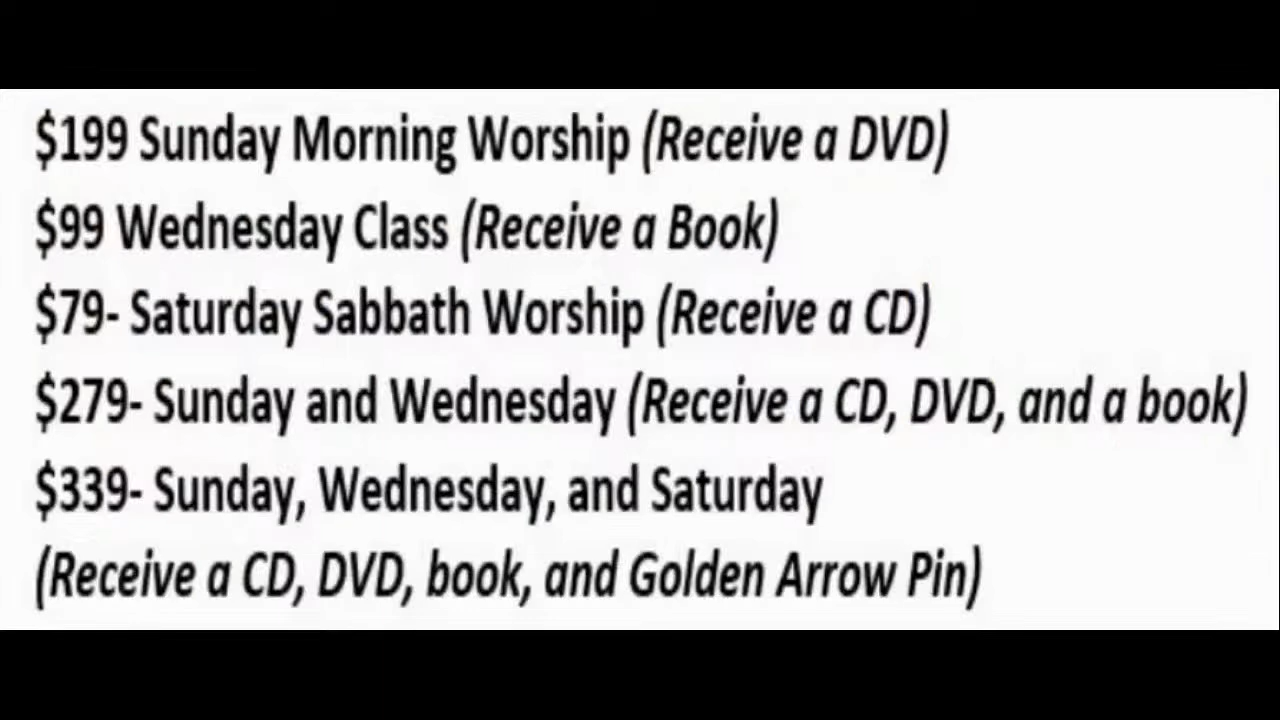 $199 Sunday Morning Worship (Receive a DVD)
$99 Wednesday Class (Receive a Book)
$79- Saturday Sabbath Worship (Receive a CD)
$279- Sunday and Wednesday (Receive a CD, DVD, and a book)
$339- Sunday, Wednesday, and Saturday
(Receive a CD, DVD, book, and Golden Arrow Pin)